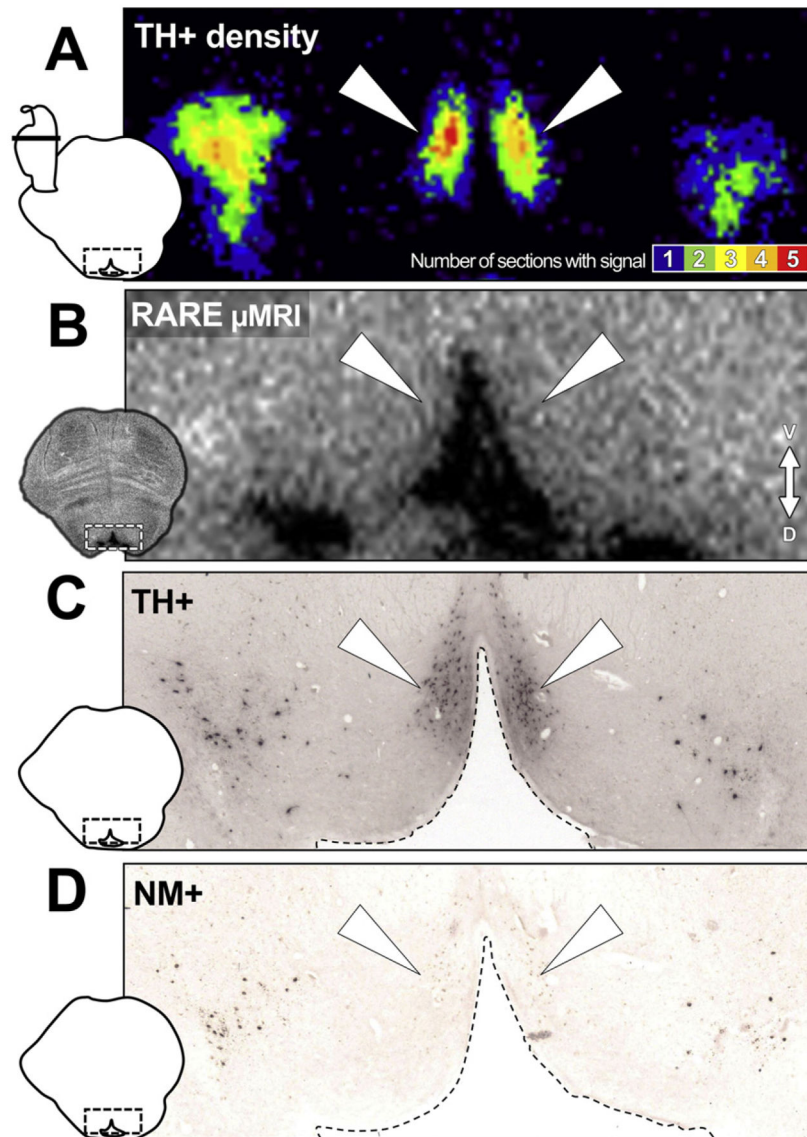 A
TH+ density
Number of sections with signal 1 2 3 4 5
B
RARE µMRI
V
D
C
TH+
D
NM+